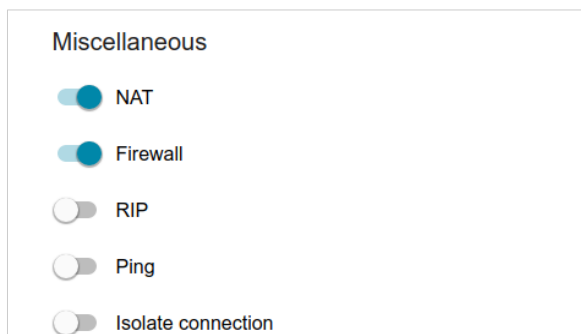 Miscellaneous
NAT
Firewall
RIP
Ping
Isolate connection